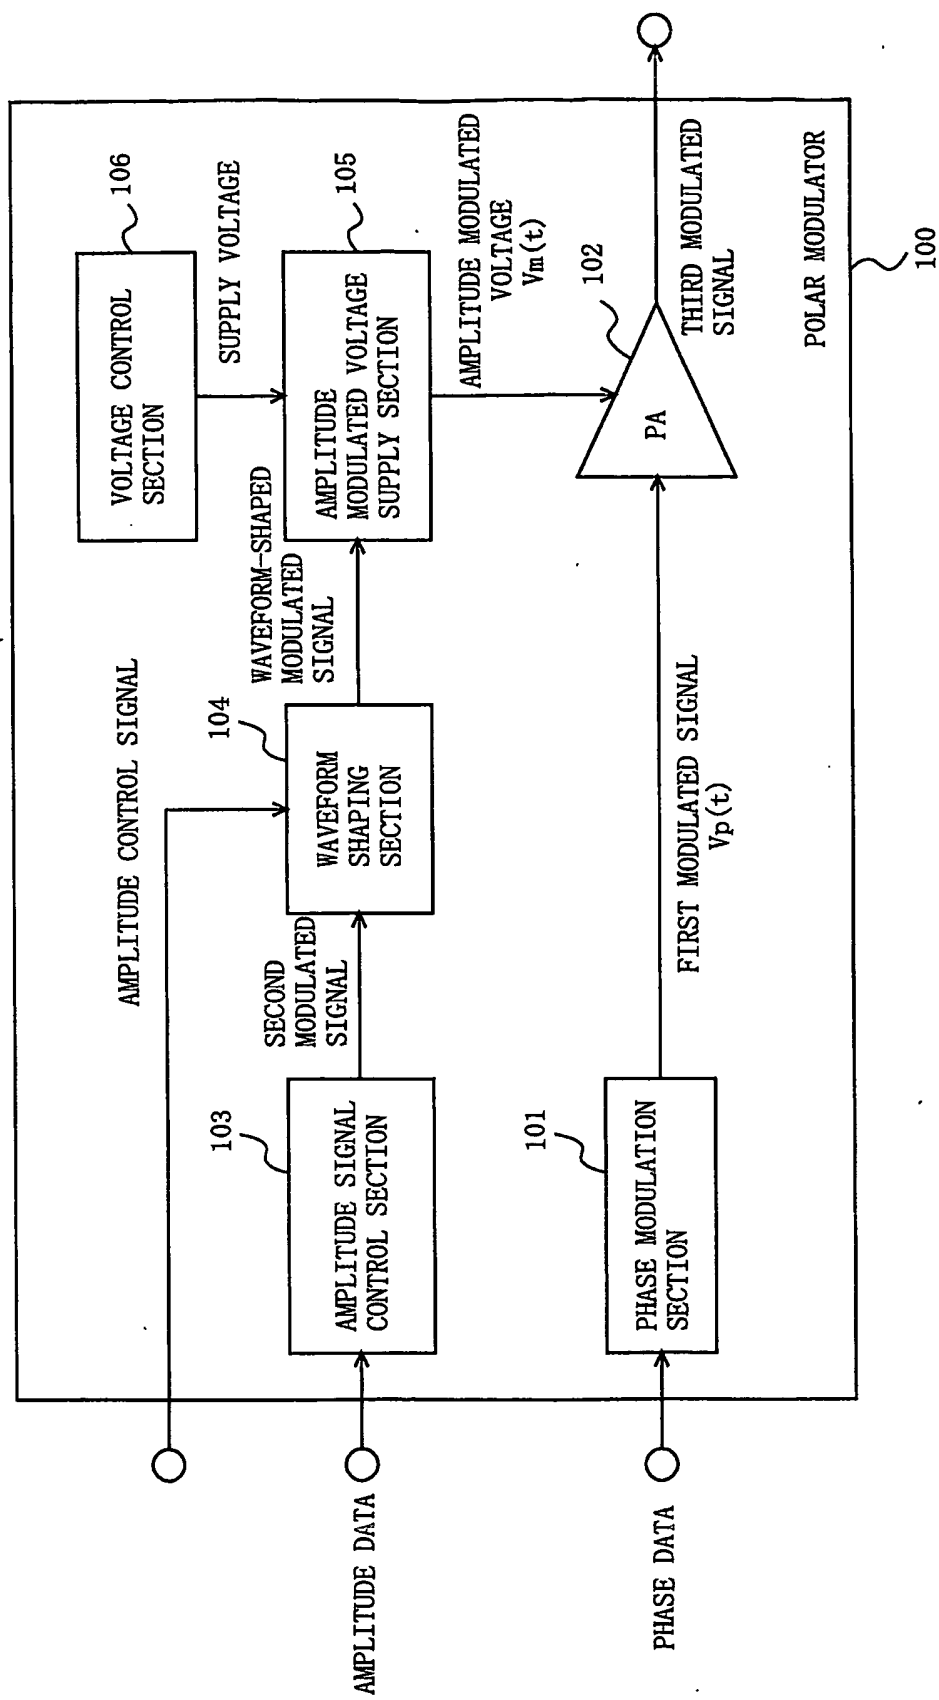 AMPLITUDE CONTROL SIGNAL
106
VOLTAGE CONTROL
SECTION
SUPPLY VOLTAGE
AMPLITUDE DATA
103
AMPLITUDE SIGNAL
CONTROL SECTION
SECOND
MODULATED
SIGNAL
104
WAVEFORM
SHAPING
SECTION
WAVEFORM-SHAPED
MODULATED
SIGNAL
105
AMPLITUDE
MODULATED VOLTAGE
SUPPLY SECTION
AMPLITUDE MODULATED
VOLTAGE
Vm(t)
PHASE DATA
101
PHASE MODULATION
SECTION
FIRST MODULATED SIGNAL
Vp(t)
102
PA
THIRD MODULATED
SIGNAL
POLAR MODULATOR
100